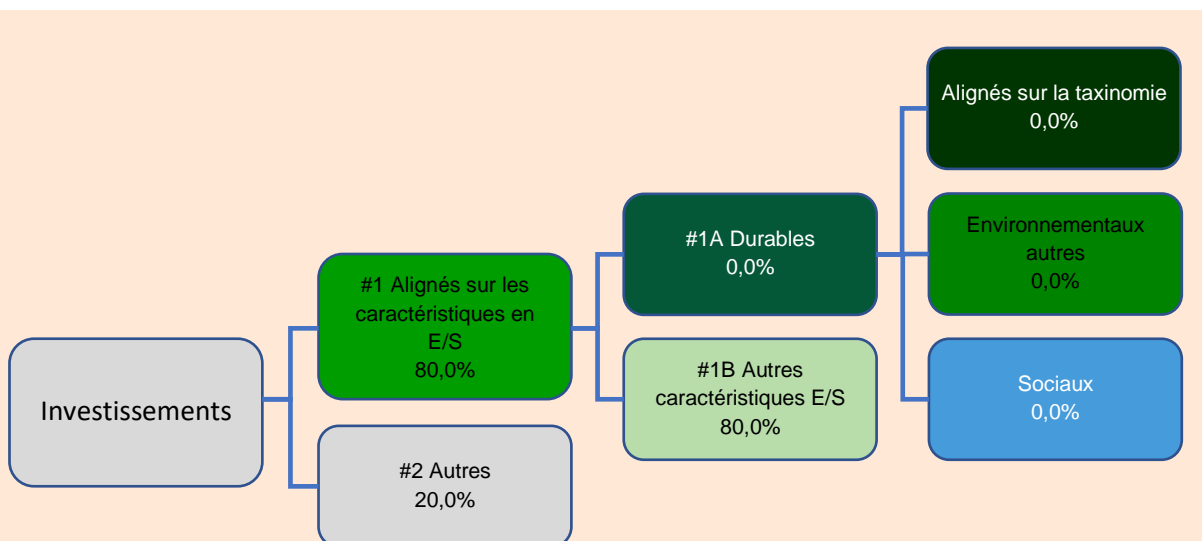 Investissements
#1 Alignés sur les
caractéristiques en
E/S
80,0%
#2 Autres
20,0%
#1A Durables
0,0%
#1B Autres
caractéristiques E/S
80,0%
Alignés sur la taxinomie
0,0%
Environnementaux
autres
0,0%
Sociaux
0,0%